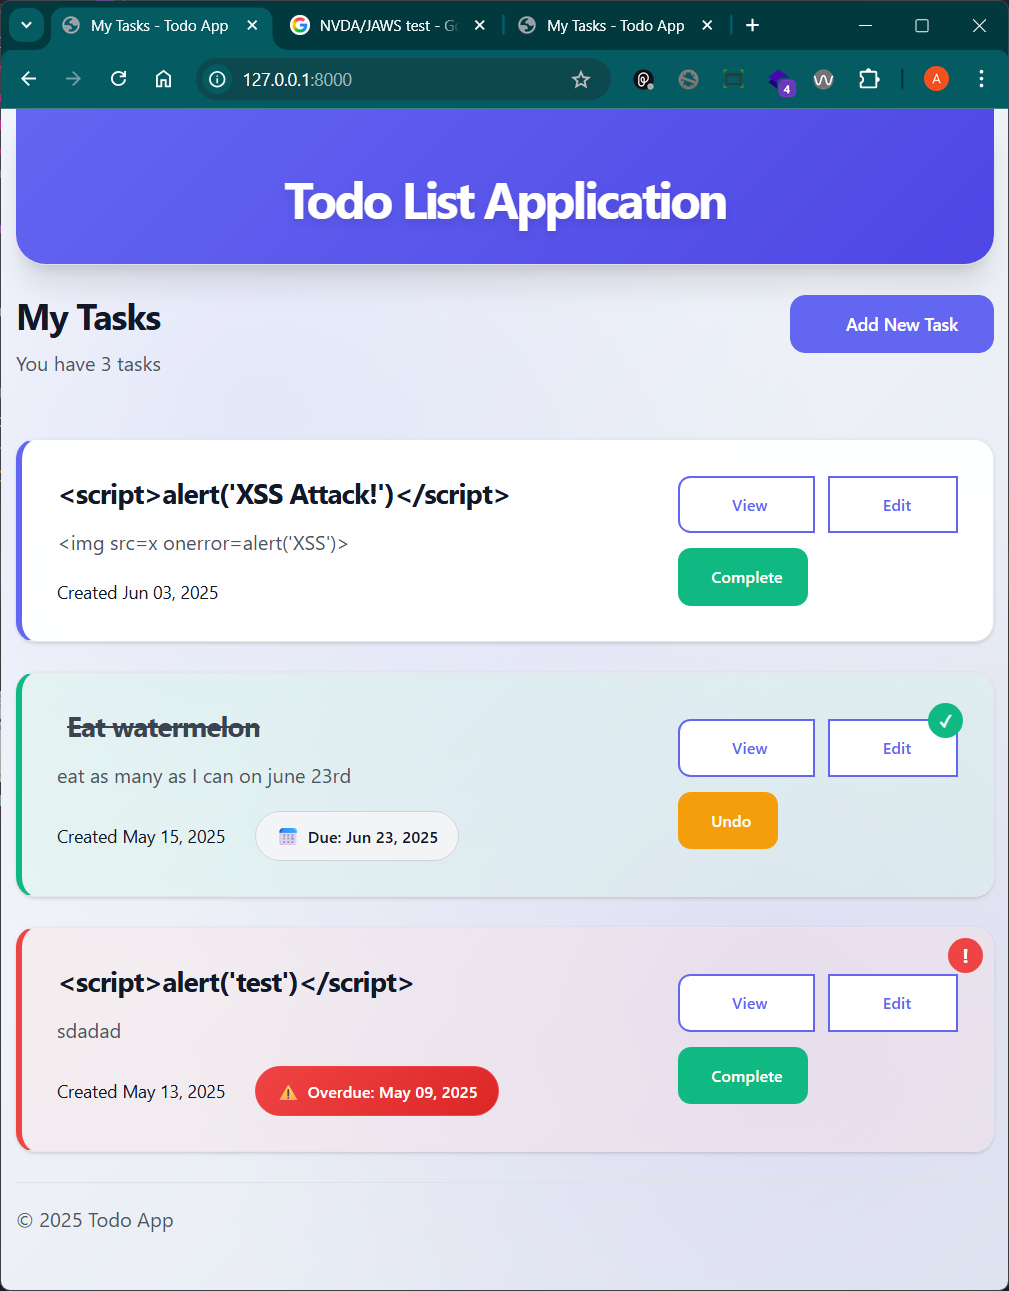 My Tasks - Todo App
NVDA/JAWS test - Go
My Tasks - Todo App
127.0.0.1:8000
4
A
Todo List Application
My Tasks
Add New Task
You have 3 tasks
<script>alert('XSS Attack!')</script>
View
Edit
<img src=x onerror=alert('XSS')>
Complete
Created Jun 03, 2025
Eat watermelon
View
Edit
eat as many as I can on june 23rd
Undo
Created May 15, 2025
Due: Jun 23, 2025
!
<script>alert('test')</script>
View
Edit
sdadad
Complete
Created May 13, 2025
Overdue: May 09, 2025
© 2025 Todo App